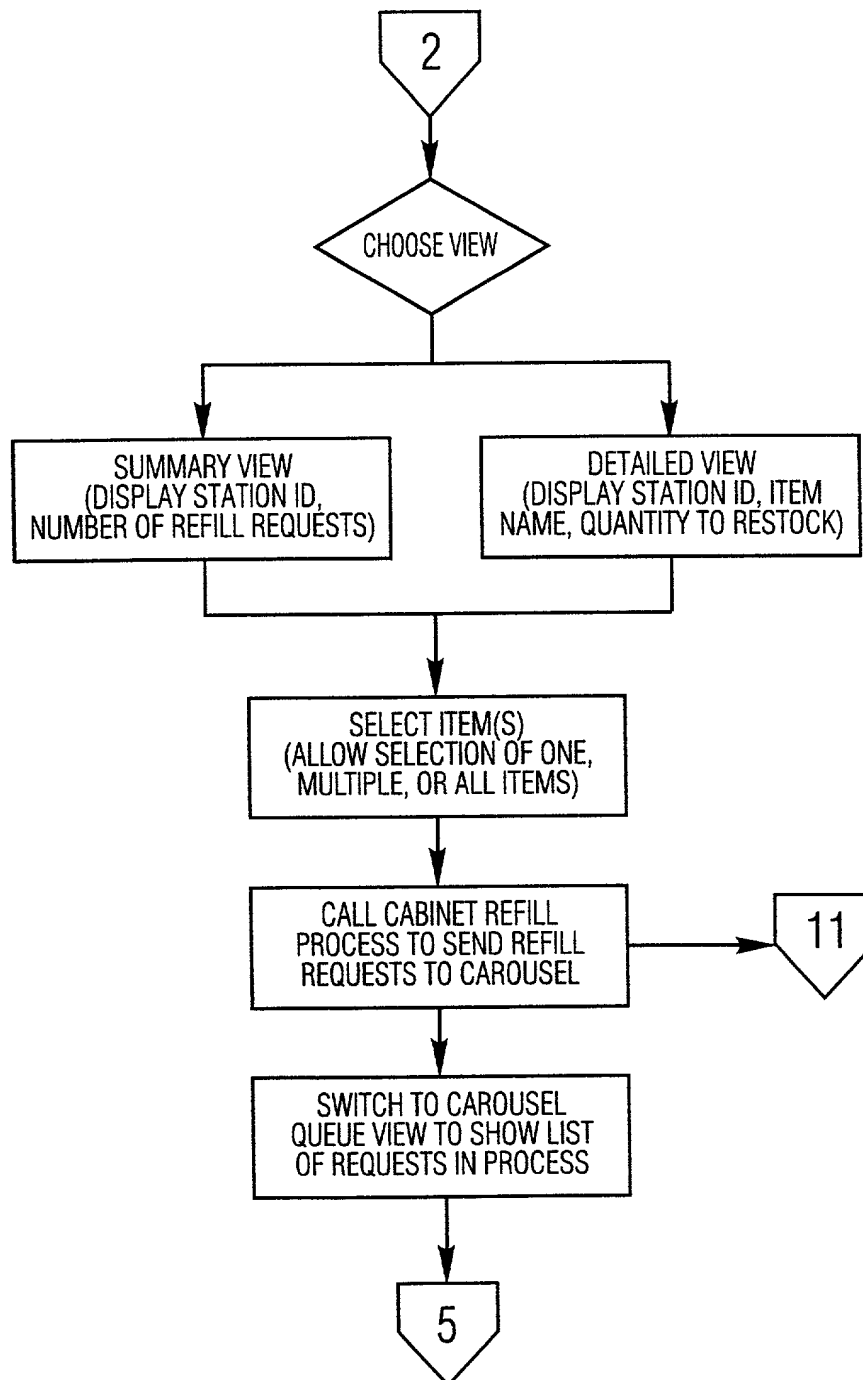 2
CHOOSE VIEW
SUMMARY VIEW
(DISPLAY STATION ID,
NUMBER OF REFILL REQUESTS)
DETAILED VIEW
(DISPLAY STATION ID, ITEM
NAME, QUANTITY TO RESTOCK)
SELECT ITEM(S)
(ALLOW SELECTION OF ONE,
MULTIPLE, OR ALL ITEMS)
CALL CABINET REFILL
PROCESS TO SEND REFILL
REQUESTS TO CAROUSEL
11
SWITCH TO CAROUSEL
QUEUE VIEW TO SHOW LIST
OF REQUESTS IN PROCESS
5